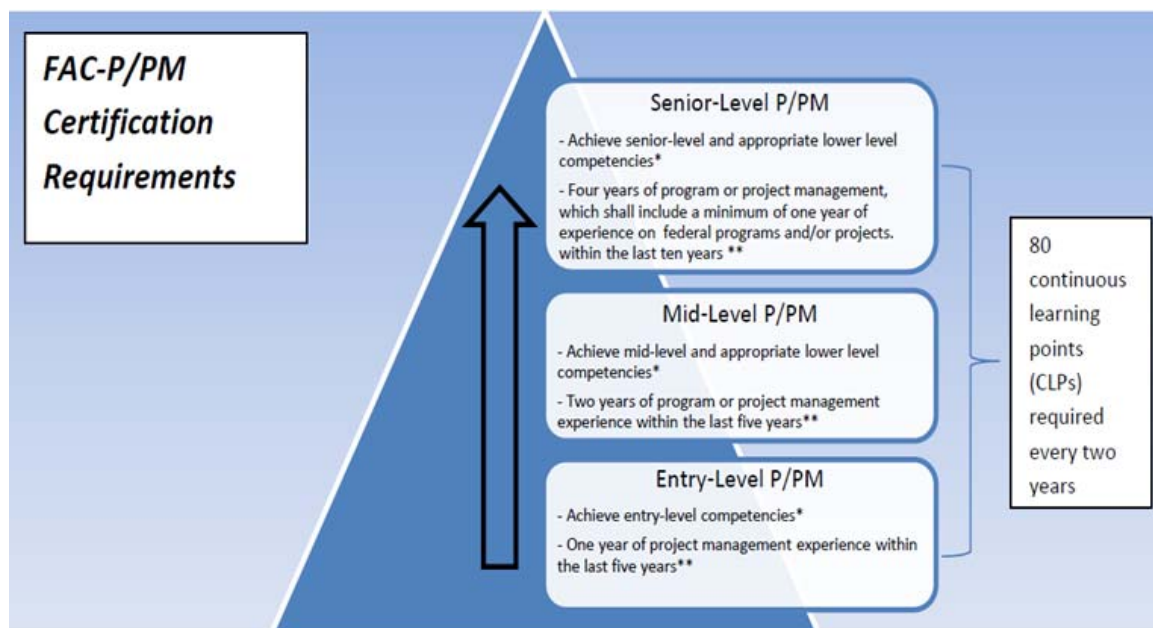 FAC-P/PM
Certification
Requirements
Senior-Level P/PM
- Achieve senior-level and appropriate lower level
competencies*
- Four years of program or project management,
which shall include a minimum of one year of
experience on federal programs and/or projects.
within the last ten years **
Mid-Level P/PM
- Achieve mid-level and appropriate lower level
competencies*
- Two years of program or project management
experience within the last five years**
Entry-Level P/PM
- Achieve entry-level competencies*
- One year of project management experience within
the last five years**
80
continuous
learning
points
(CLPs)
required
every two
years